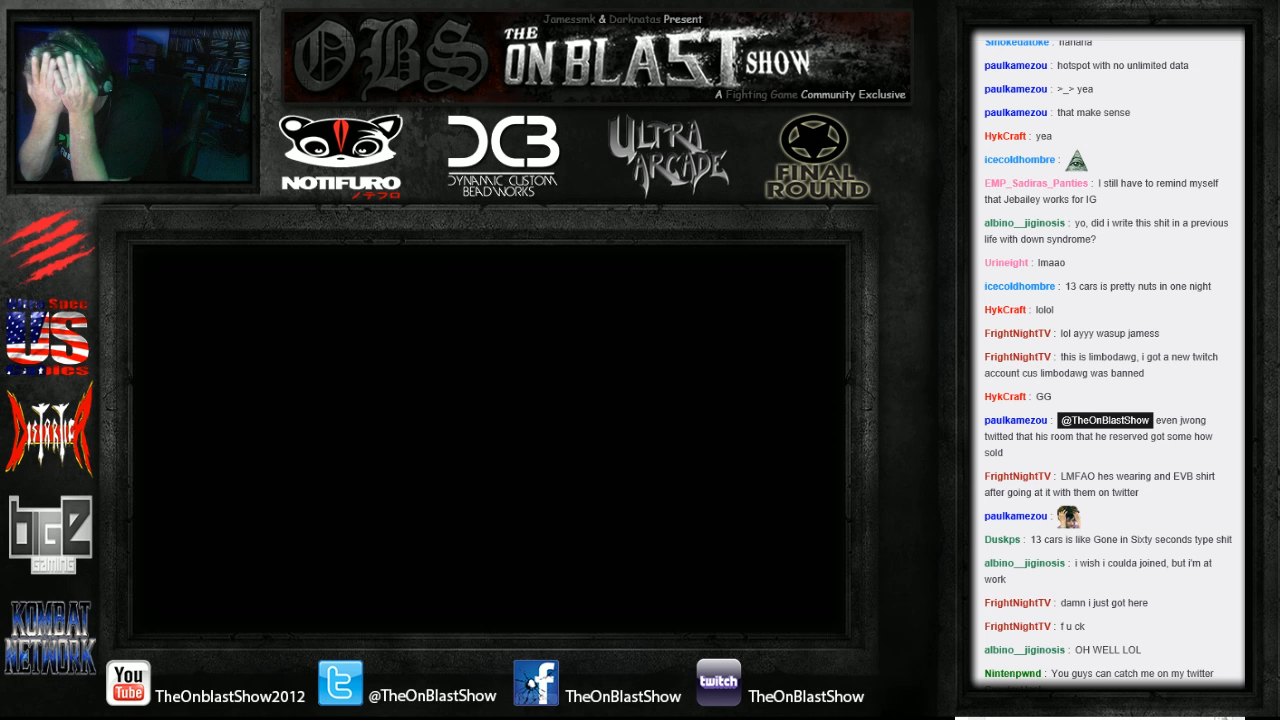 Jamessmk & Darknatas Present
OBS THE ON BLAST SHOW
A Fighting Game Community Exclusive
NOTIFURO
メテフロ
DCB
DYNAMIC CUSTOM
BEADWORKS
ULTRA
ARCADE
FINAL
ROUND
US
KOMBAT
NETWORK
bge
gaming
You
Tube
TheOnblastShow2012
@TheOnBlastShow
TheOnBlastShow
twitch
TheOnBlastShow
Smokedatoke : hahaha
paulkamezou : hotspot with no unlimited data
paulkamezou : >_> yea
paulkamezou : that make sense
HykCraft : yea
icecoldhombre :
EMP_Sadiras_Panties : I still have to remind myself
that Jebailey works for IG
albino__jiginosis : yo, did i write this shit in a previous
life with down syndrome?
Urineight : lmaao
icecoldhombre : 13 cars is pretty nuts in one night
HykCraft : lolol
FrightNightTV : lol ayyy wasup jamess
FrightNightTV : this is limbodawg, i got a new twitch
account cus limbodawg was banned
HykCraft : GG
paulkamezou : @TheOnBlastShow even jwong
twitted that his room that he reserved got some how
sold
FrightNightTV : LMFAO hes wearing and EVB shirt
after going at it with them on twitter
paulkamezou :
Duskps : 13 cars is like Gone in Sixty seconds type shit
albino__jiginosis : i wish i coulda joined, but i'm at
work
FrightNightTV : damn i just got here
FrightNightTV : f u ck
albino__jiginosis : OH WELL LOL
Nintenpwnd : You guys can catch me on my twitter